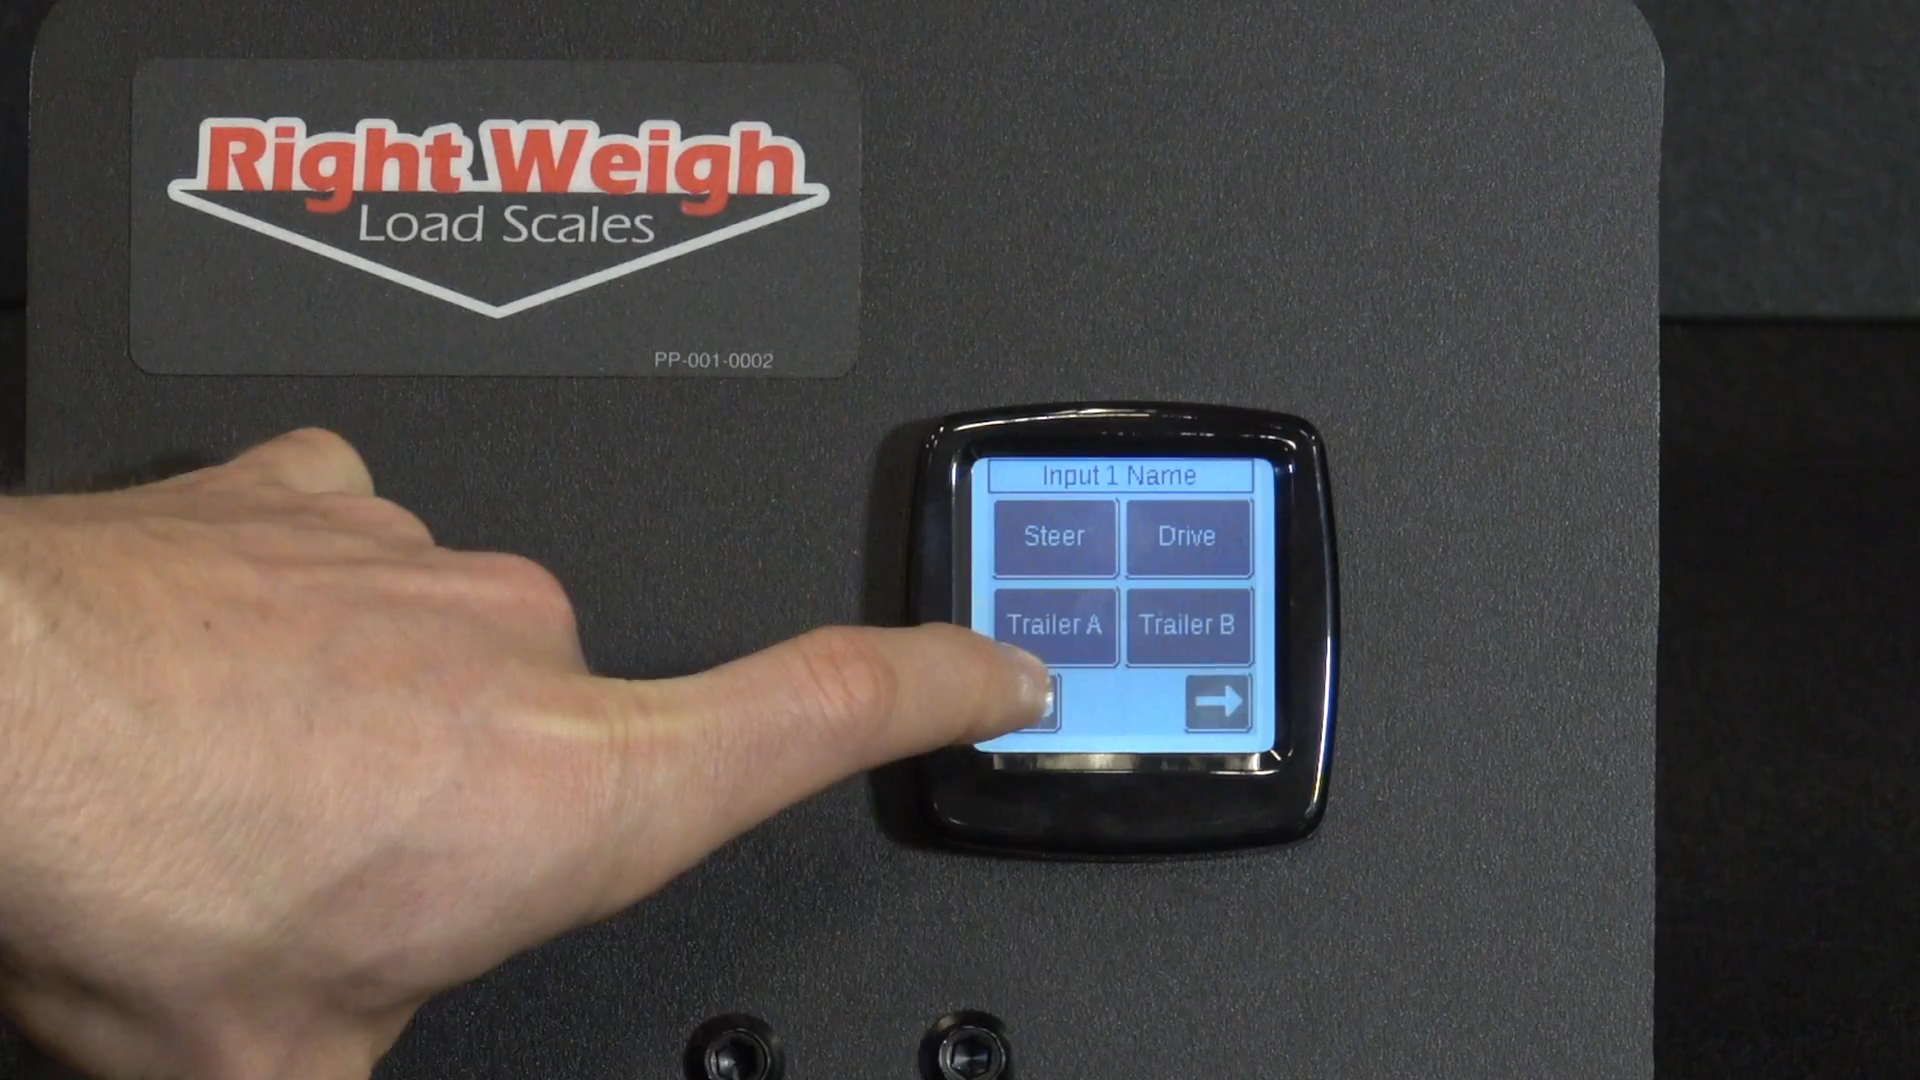 Right Weigh
Load Scales
PP-001-0002
Input 1 Name
Steer
Drive
Trailer A
Trailer B